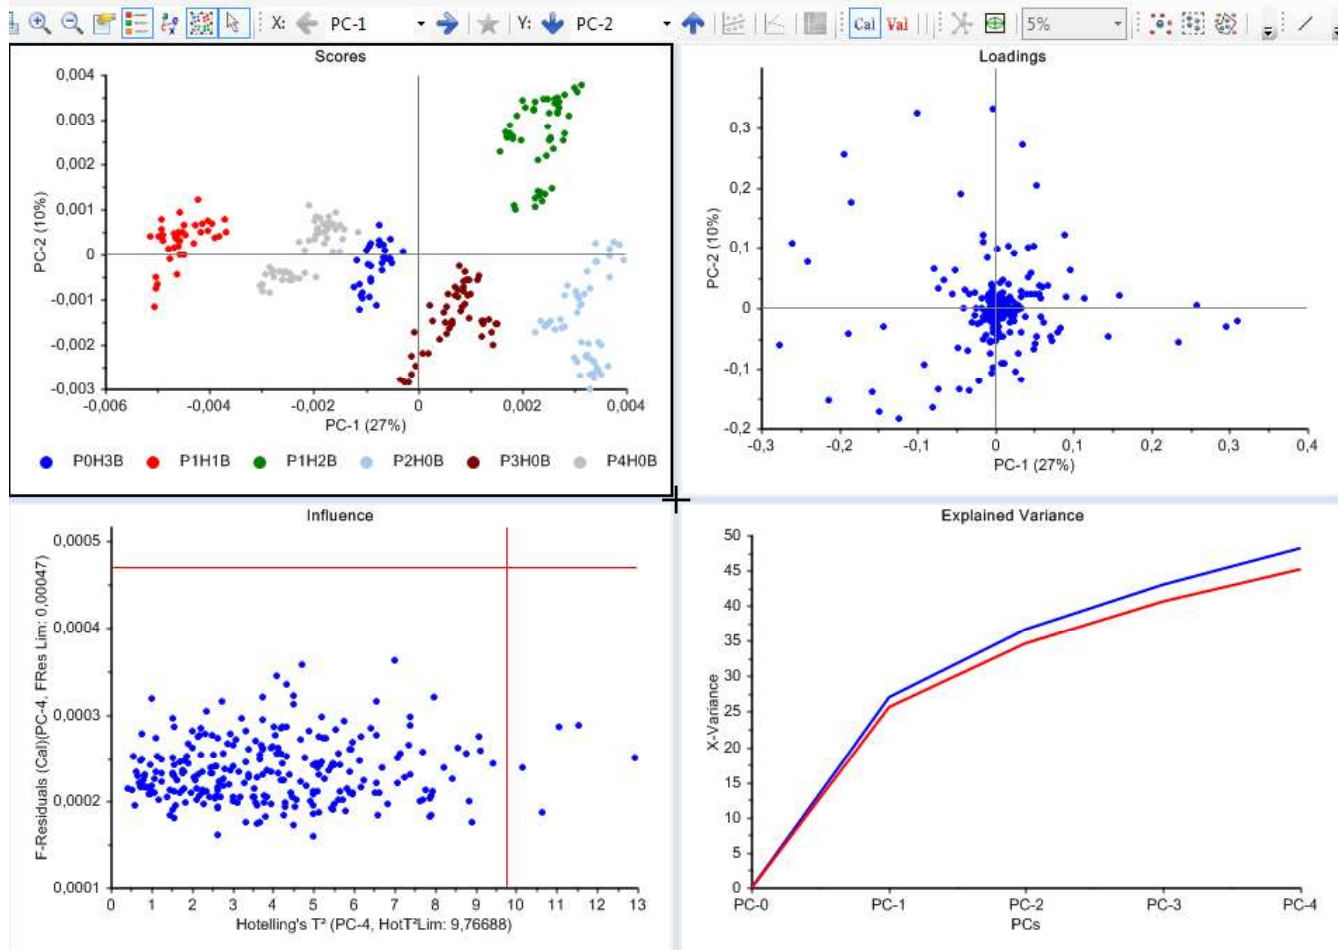 X: PC-1 Y: PC-2 Cal Val 5%
Scores
0,004
0,003
0,002
0,001
0
-0,001
-0,002
-0,003
PC-2 (10%)
-0,006 -0,004 -0,002 0 0,002 0,004
PC-1 (27%)
P0H3B P1H1B P1H2B P2H0B P3H0B P4H0B
Loadings
0,3
0,2
0,1
0
-0,1
-0,2
PC-2 (10%)
-0,3 -0,2 -0,1 0 0,1 0,2 0,3 0,4
PC-1 (27%)
Influence
0,0005
0,0004
0,0003
0,0002
0,0001
F-Residuals (Cal)(PC-4, FRes Lim: 0,00047)
0 1 2 3 4 5 6 7 8 9 10 11 12 13
Hotelling's T² (PC-4, HotT²Lim: 9,76688)
Explained Variance
50
45
40
35
30
25
20
15
10
5
0
X-Variance
PC-0 PC-1 PC-2 PC-3 PC-4
PCs